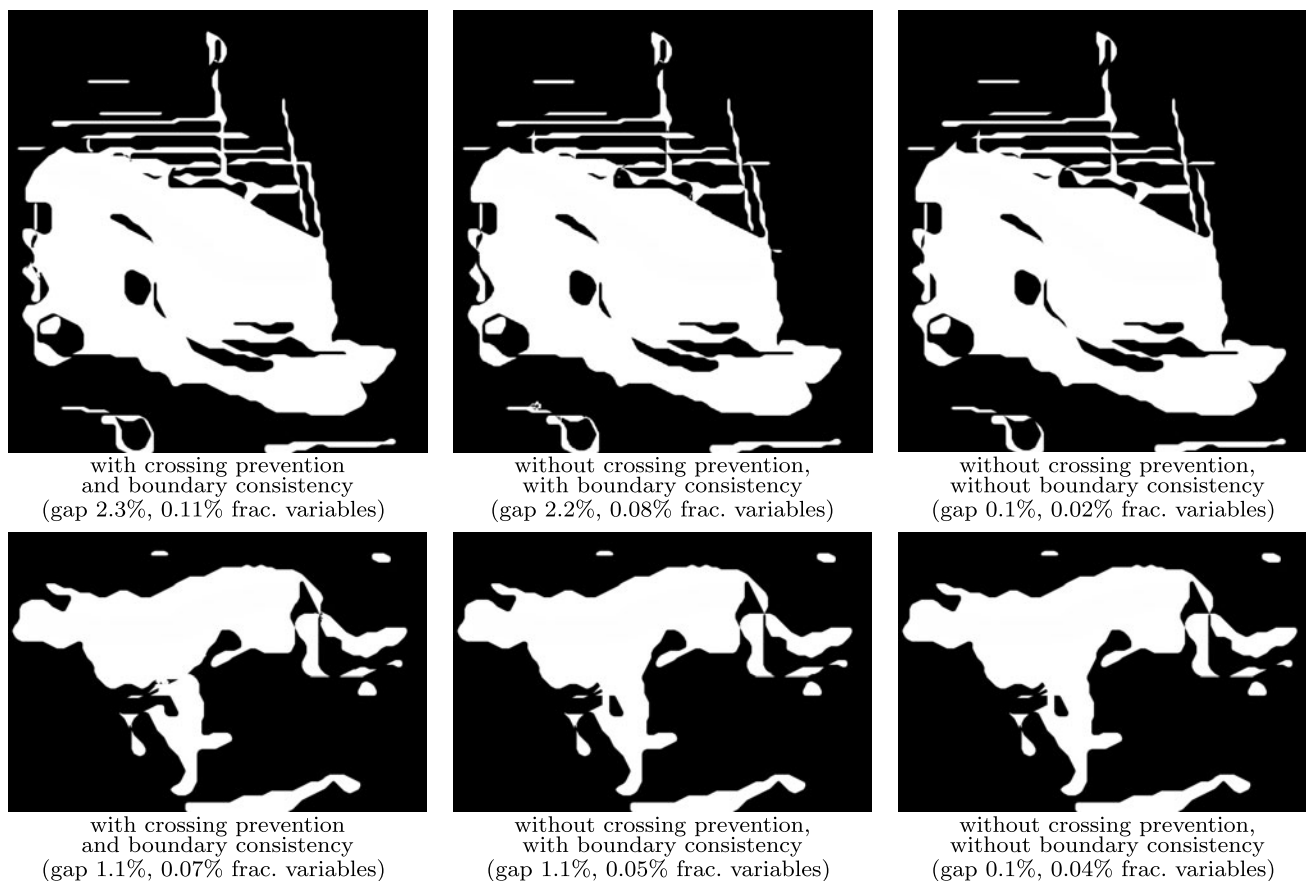 with crossing prevention
and boundary consistency
(gap 2.3%, 0.11% frac. variables)
without crossing prevention,
with boundary consistency
(gap 2.2%, 0.08% frac. variables)
without crossing prevention,
without boundary consistency
(gap 0.1%, 0.02% frac. variables)
with crossing prevention
and boundary consistency
(gap 1.1%, 0.07% frac. variables)
without crossing prevention,
with boundary consistency
(gap 1.1%, 0.05% frac. variables)
without crossing prevention,
without boundary consistency
(gap 0.1%, 0.04% frac. variables)